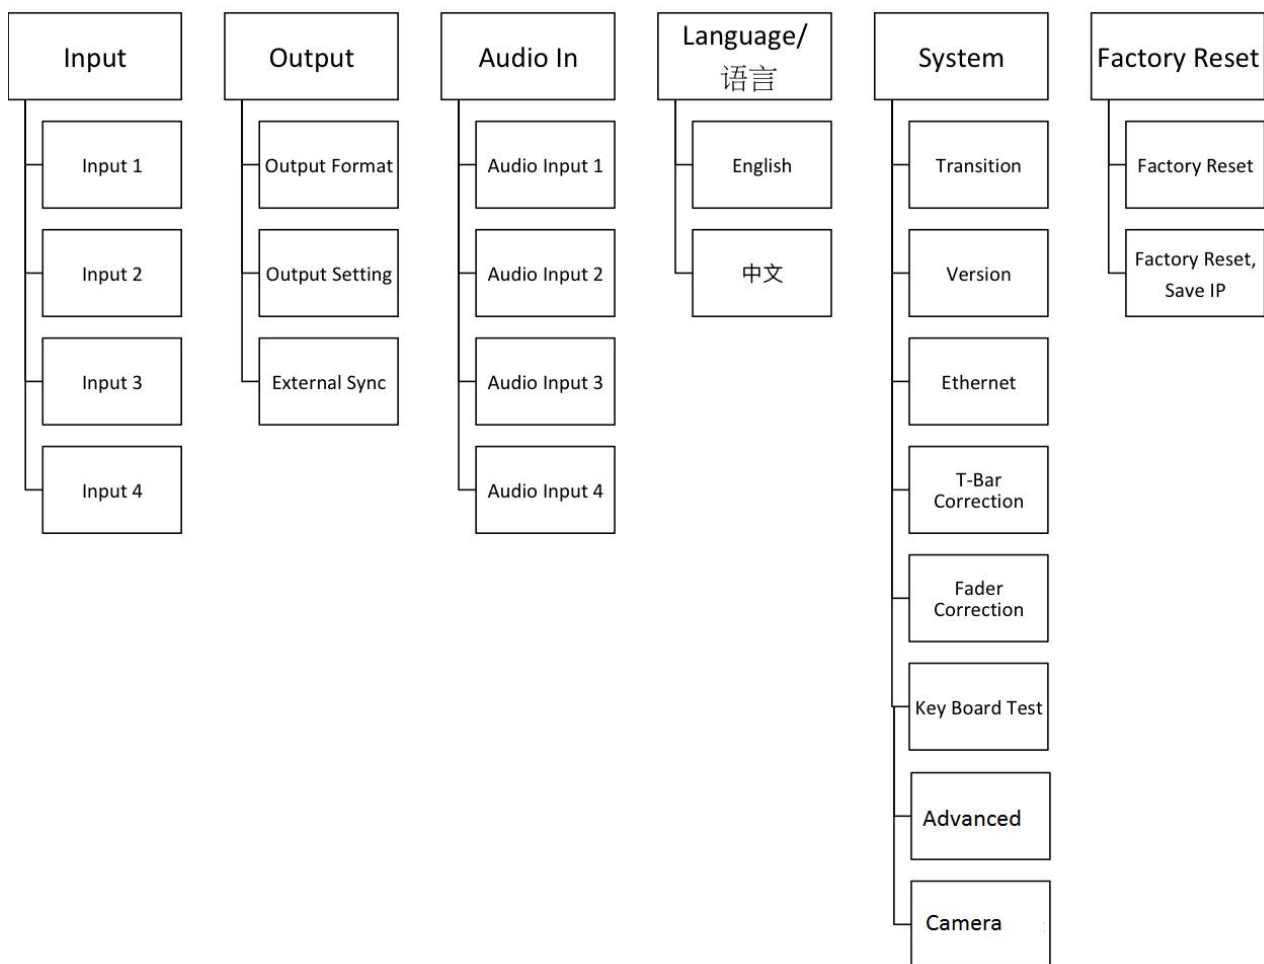 Input
Input 1
Input 2
Input 3
Input 4
Output
Output Format
Output Setting
External Sync
Audio In
Audio Input 1
Audio Input 2
Audio Input 3
Audio Input 4
Language/
语言
English
中文
System
Transition
Version
Ethernet
T-Bar
Correction
Fader
Correction
Key Board Test
Advanced
Camera
Factory Reset
Factory Reset
Factory Reset,
Save IP